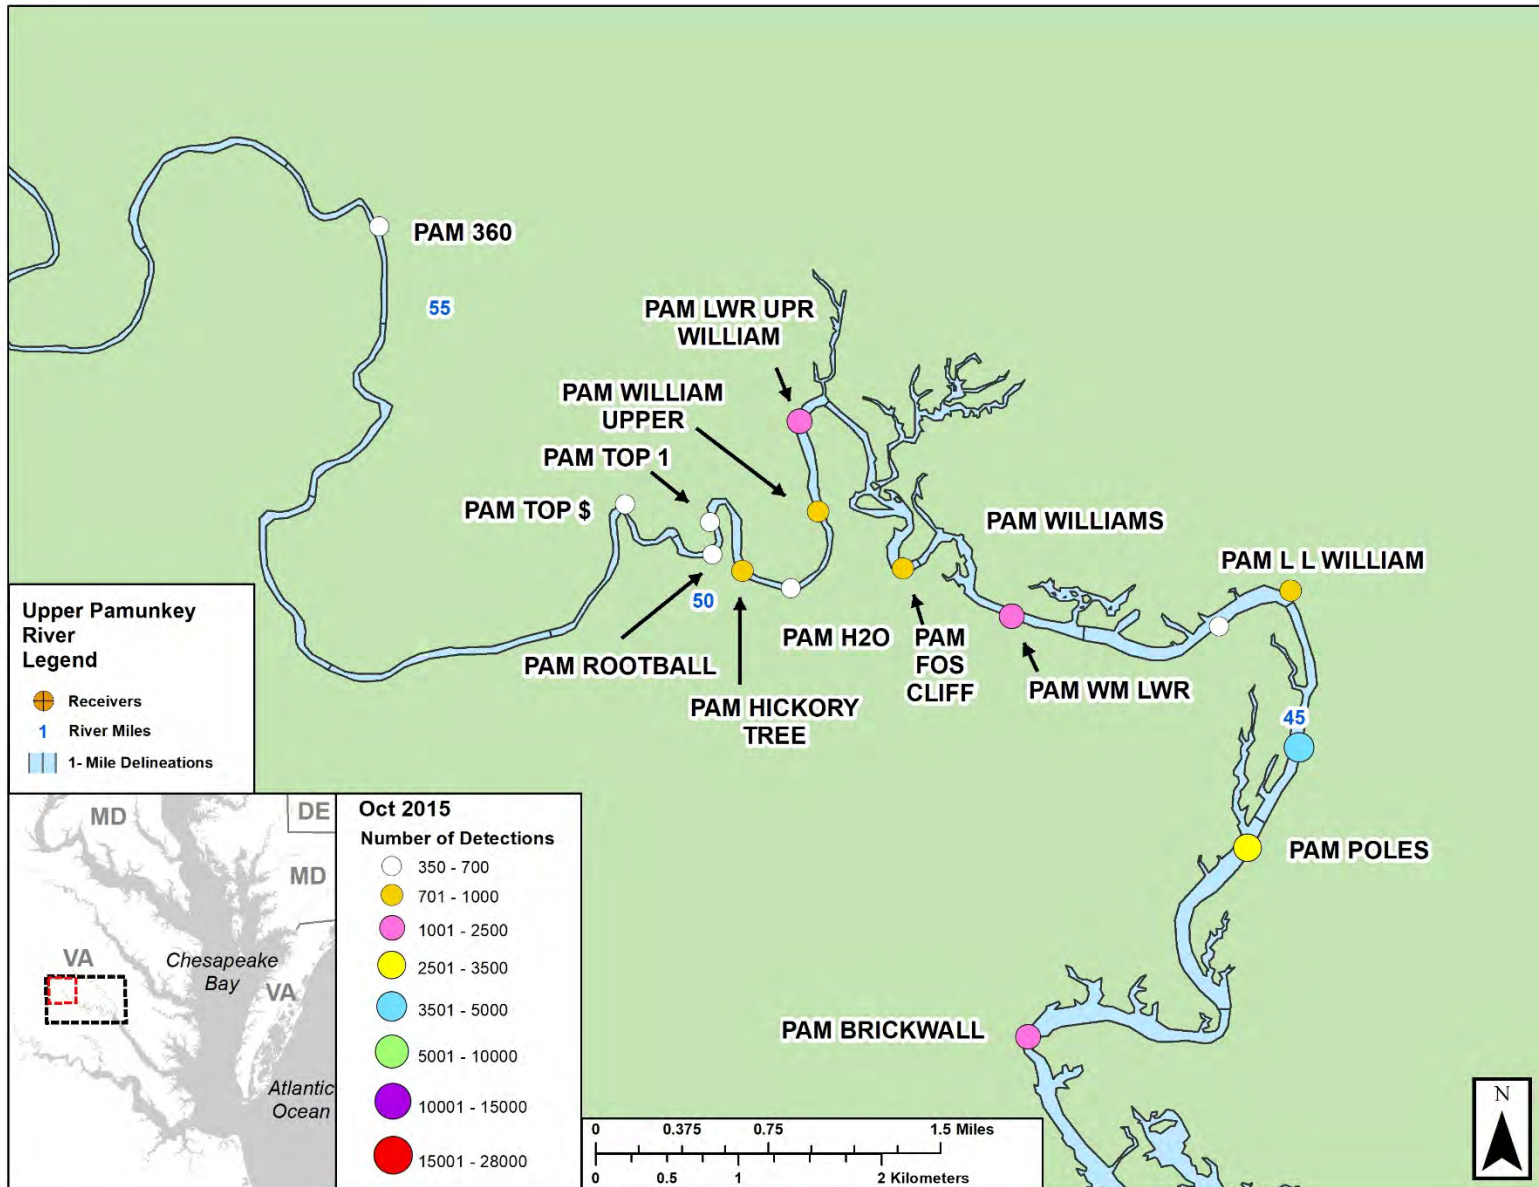 PAM 360
55
PAM LWR UPR
WILLIAM
PAM WILLIAM
UPPER
PAM TOP 1
PAM TOP $
PAM WILLIAMS
PAM L L WILLIAM
50
PAM ROOTBALL
PAM H2O
PAM
FOS
CLIFF
PAM WM LWR
PAM HICKORY
TREE
45
PAM POLES
PAM BRICKWALL
Upper Pamunkey
River
Legend
Receivers
1 River Miles
1- Mile Delineations
MD
DE
MD
VA
Chesapeake
Bay
VA
Atlantic
Ocean
Oct 2015
Number of Detections
350 - 700
701 - 1000
1001 - 2500
2501 - 3500
3501 - 5000
5001 - 10000
10001 - 15000
15001 - 28000
0 0.375 0.75 1.5 Miles
0 0.5 1 2 Kilometers
N